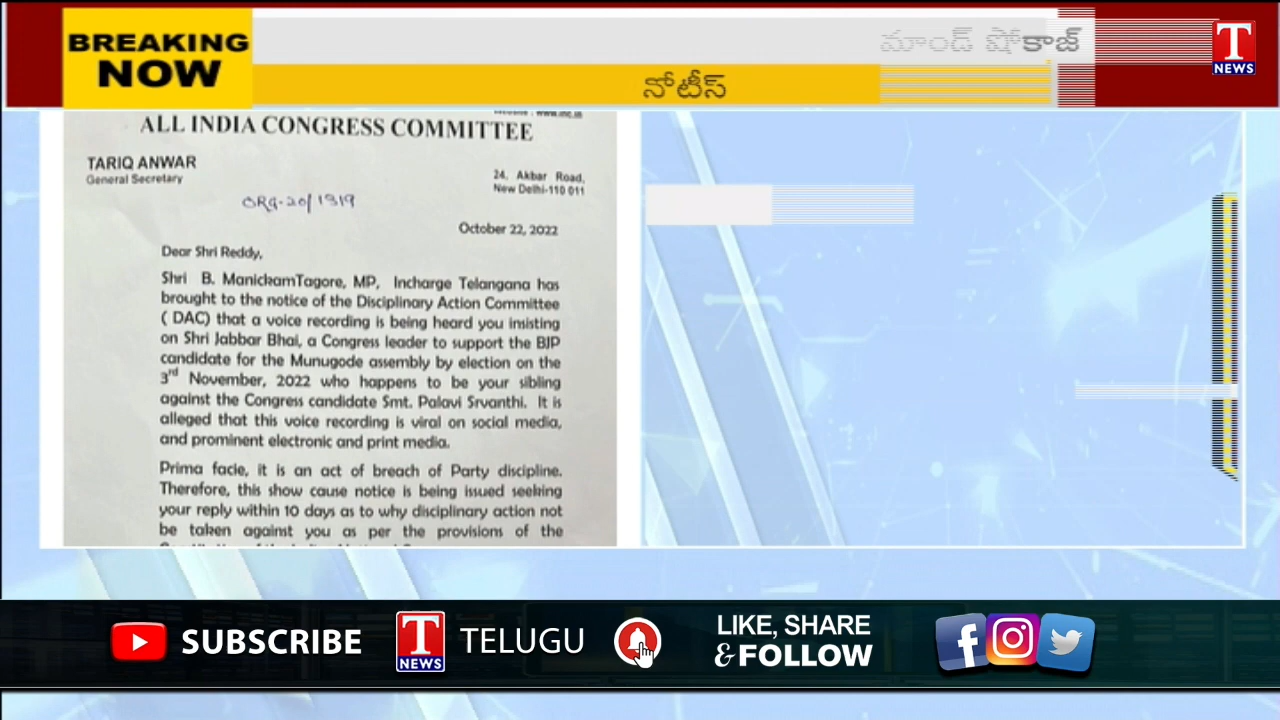 BREAKING
NOW
షోకాజ్
నోటీస్
T
NEWS
ALL INDIA CONGRESS COMMITTEE
TARIQ ANWAR
General Secretary
24, Akbar Road,
New Delhi-110 011
ORG-20/1319
October 22, 2022
Dear Shri Reddy,
Shri B. ManickamTagore, MP, Incharge Telangana has
brought to the notice of the Disciplinary Action Committee
( DAC) that a voice recording is being heard you insisting
on Shri Jabbar Bhai, a Congress leader to support the BJP
candidate for the Munugode assembly by election on the
3rd November, 2022 who happens to be your sibling
against the Congress candidate Smt. Palavi Srvanthi. It is
alleged that this voice recording is viral on social media,
and prominent electronic and print media.
Prima facie, it is an act of breach of Party discipline.
Therefore, this show cause notice is being issued seeking
your reply within 10 days as to why disciplinary action not
be taken against you as per the provisions of the
SUBSCRIBE
T
NEWS
TELUGU
LIKE, SHARE
& FOLLOW